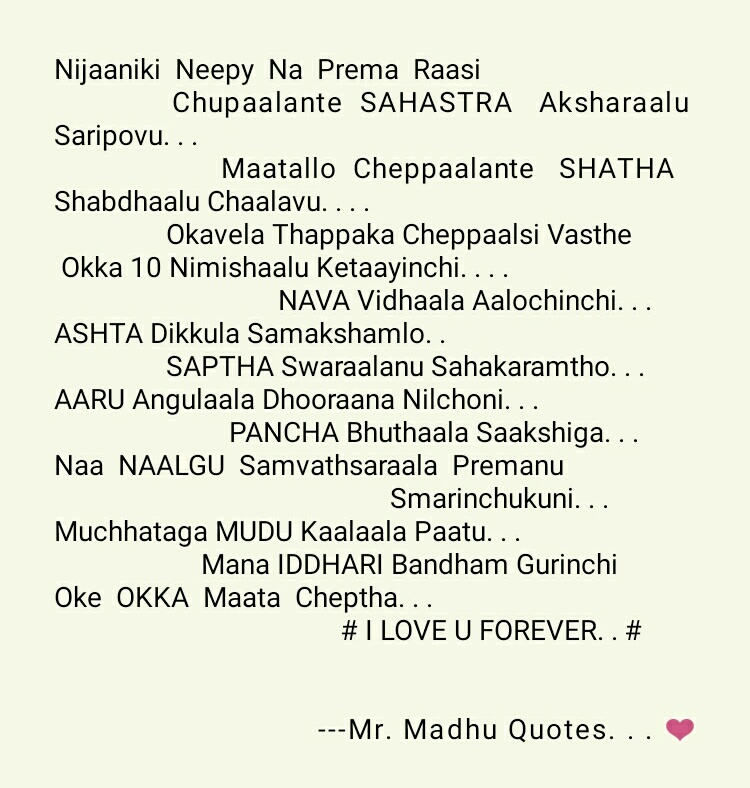 Nijaaniki Neepy Na Prema Raasi
Chupaalante SAHASTRA Aksharaalu
Saripovu. . .
Maatallo Cheppaalante SHATHA
Shabdhaalu Chaalavu. . . .
Okavela Thappaka Cheppaalsi Vasthe
Okka 10 Nimishaalu Ketaayinchi. . . .
NAVA Vidhaala Aalochinchi. . .
ASHTA Dikkula Samakshamlo. .
SAPTHA Swaraalanu Sahakaramtho. . .
AARU Angulaala Dhooraana Nilchoni. . .
PANCHA Bhuthaala Saakshiga. . .
Naa NAALGU Samvathsaraala Premanu
Smarinchukuni. . .
Muchhataga MUDU Kaalaala Paatu. . .
Mana IDDHARI Bandham Gurinchi
Oke OKKA Maata Cheptha. . .
# I LOVE U FOREVER. . #
---Mr. Madhu Quotes. . . ❤